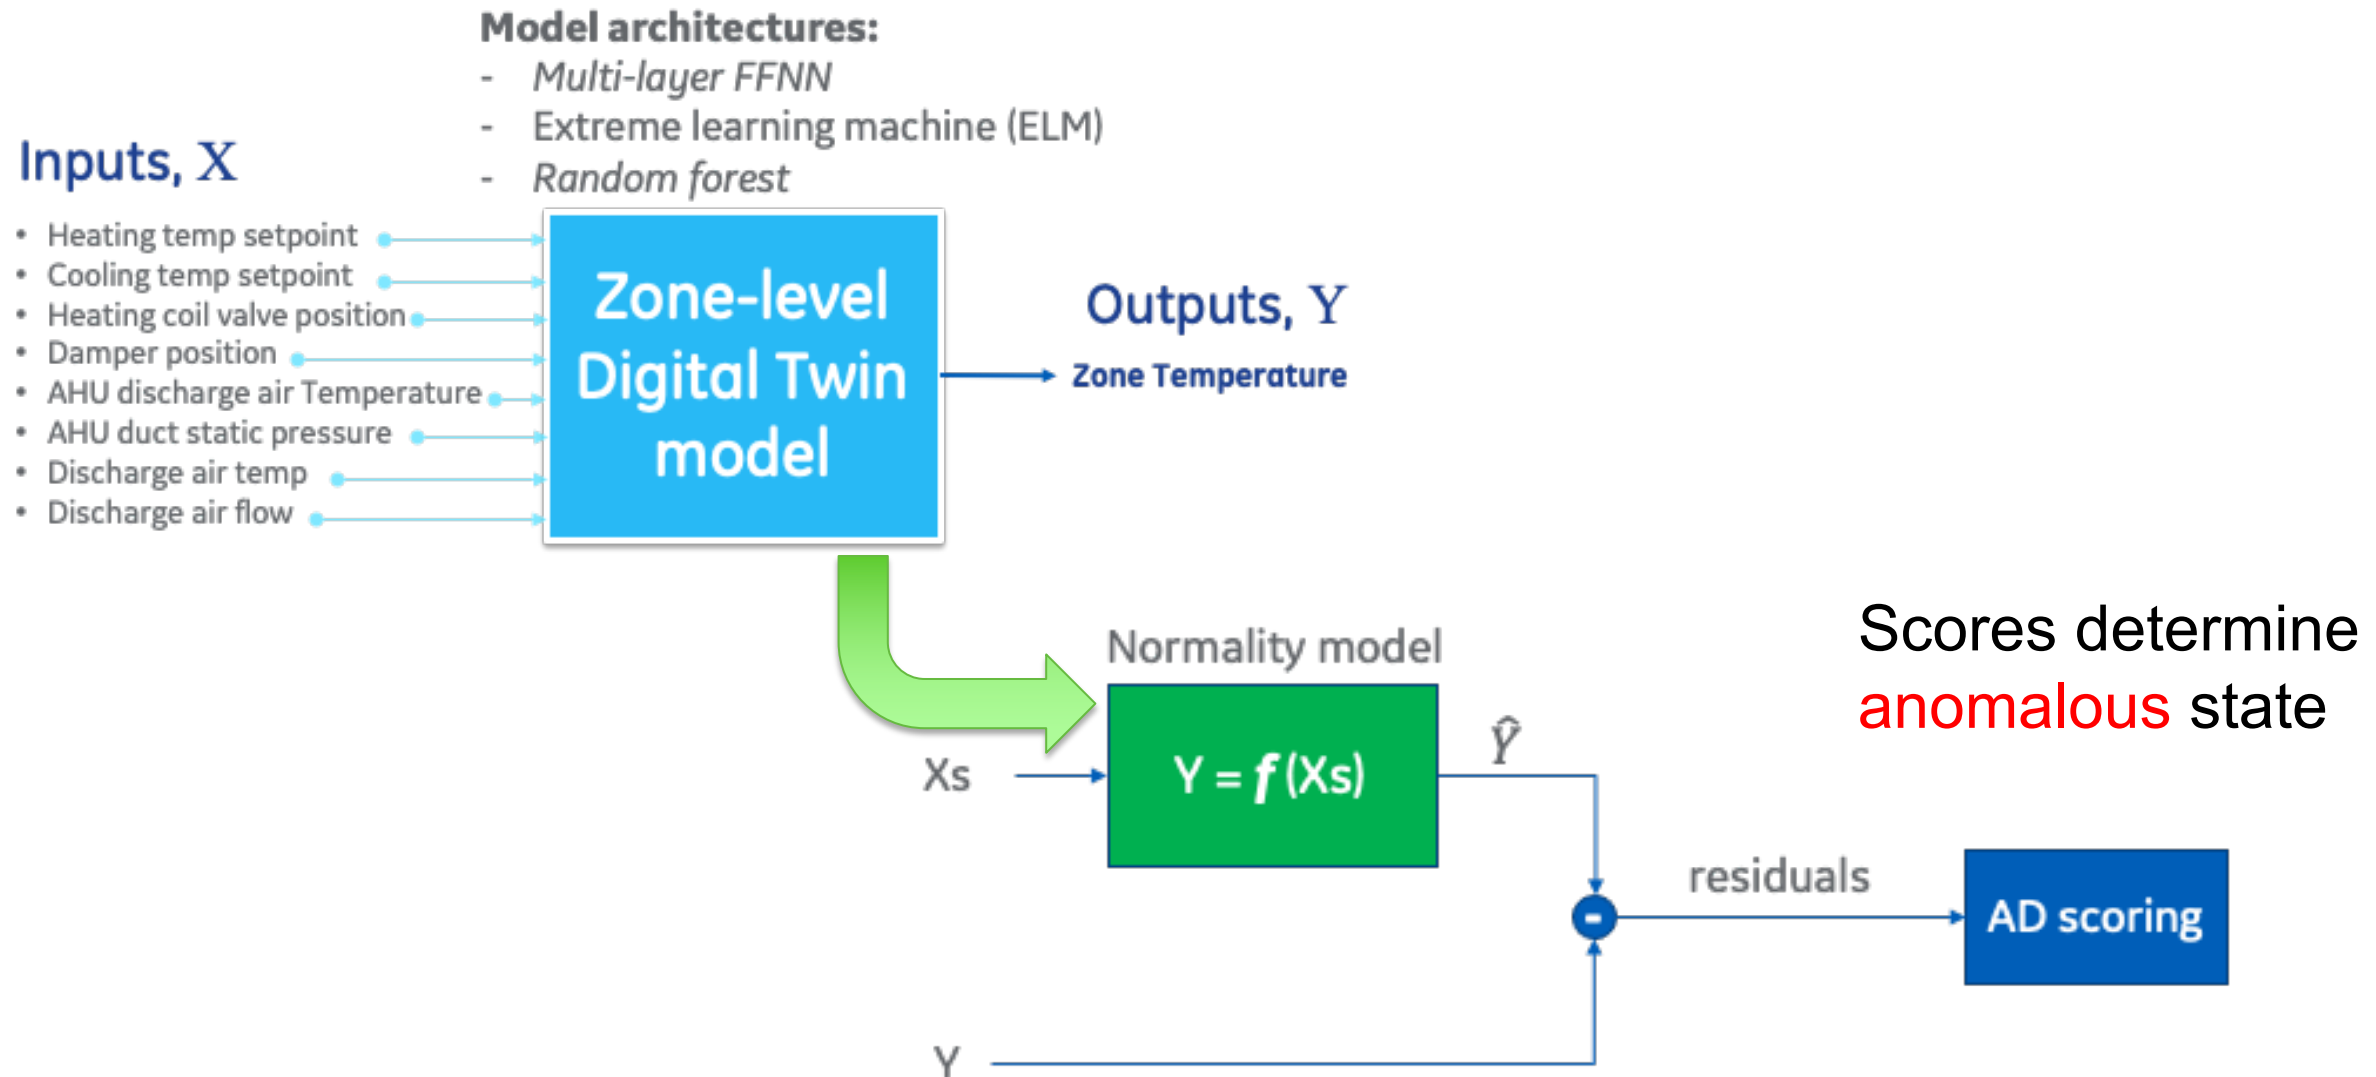 Model architectures:
- Multi-layer FFNN
- Extreme learning machine (ELM)
- Random forest
Inputs, X
• Heating temp setpoint
• Cooling temp setpoint
• Heating coil valve position
• Damper position
• AHU discharge air Temperature
• AHU duct static pressure
• Discharge air temp
• Discharge air flow
Zone-level
Digital Twin
model
Outputs, Y
Zone Temperature
Normality model
Xs
Y = f (Xs)
Ŷ
Scores determine
anomalous state
-
residuals
AD scoring
Y